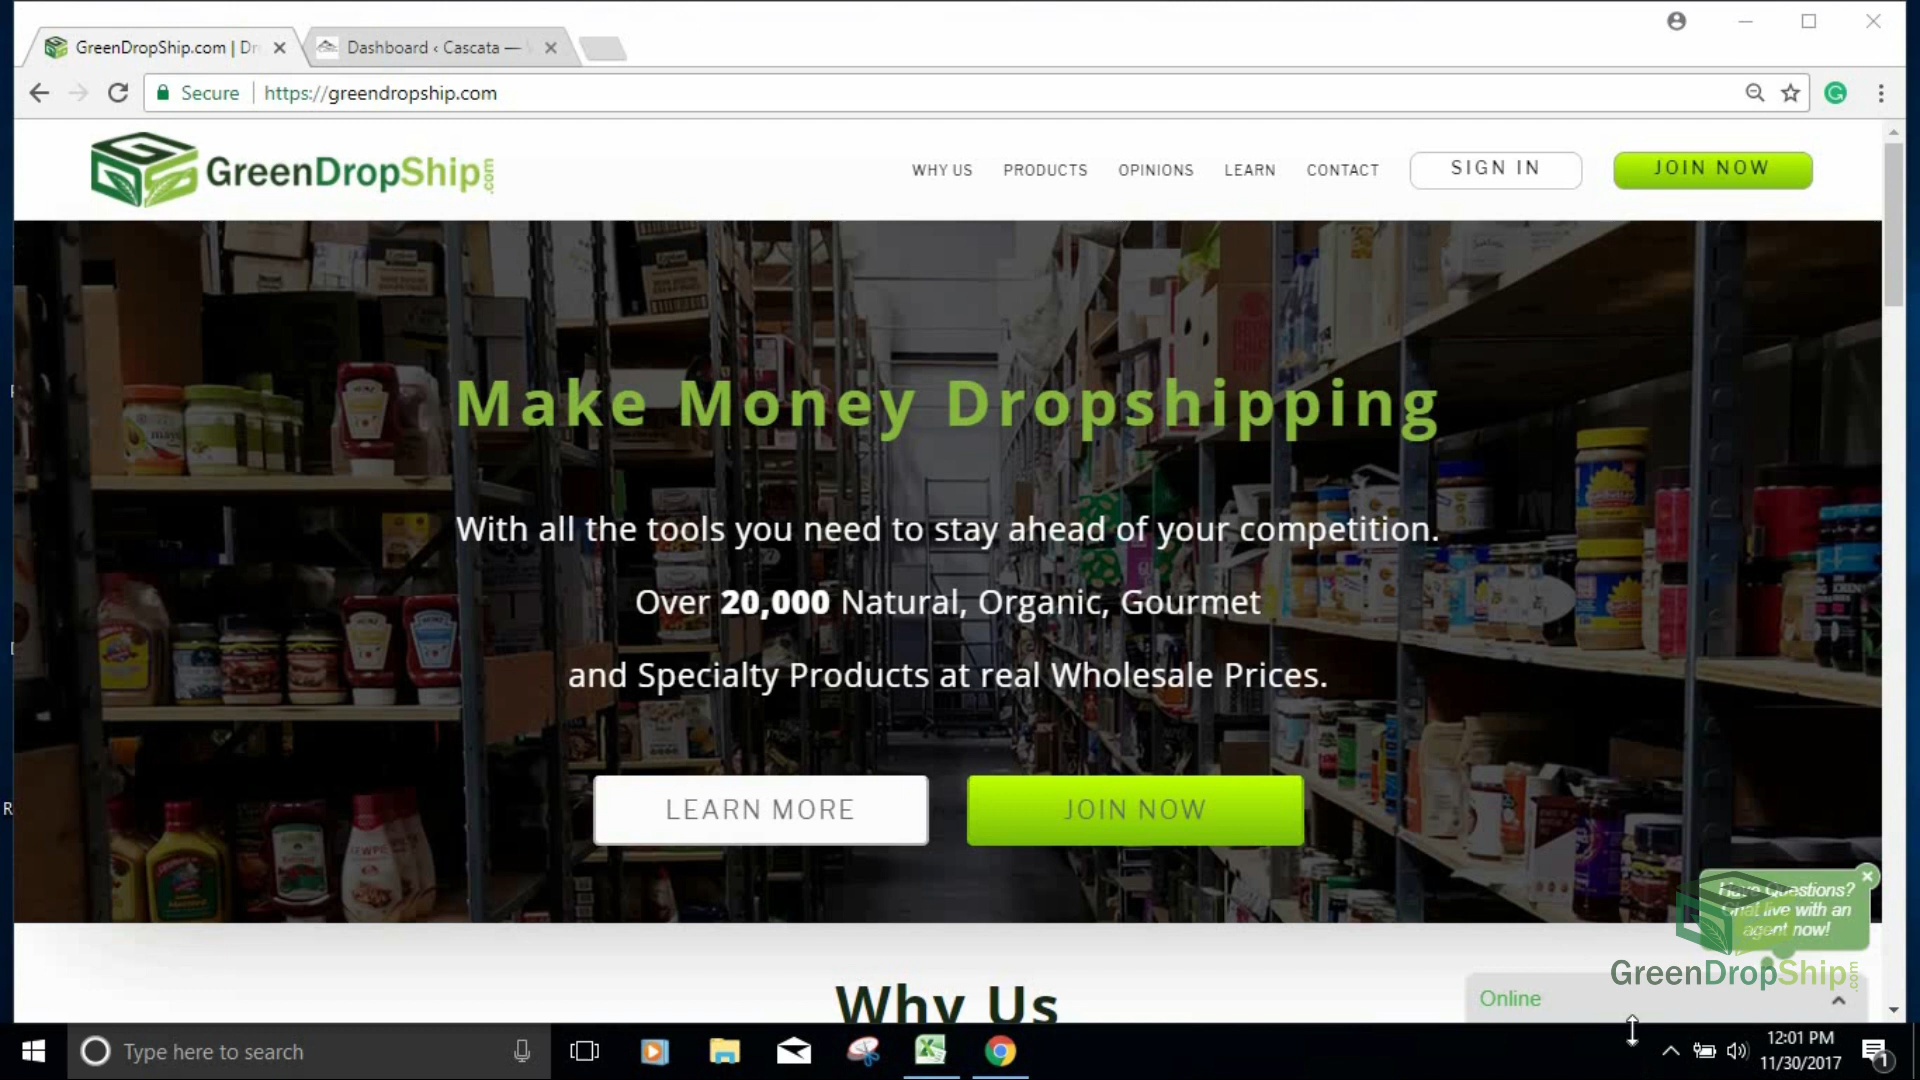 GreenDropShip.com | Dr
Dashboard ‹ Cascata —
Secure
https://greendropship.com
GreenDropShip.com
WHY US
PRODUCTS
OPINIONS
LEARN
CONTACT
SIGN IN
JOIN NOW
Make Money Dropshipping
With all the tools you need to stay ahead of your competition.
Over 20,000 Natural, Organic, Gourmet
and Specialty Products at real Wholesale Prices.
LEARN MORE
JOIN NOW
Have Questions?
Chat live with an
agent now!
GreenDropShip.com
Why Us
Online
Type here to search
12:01 PM
11/30/2017
1